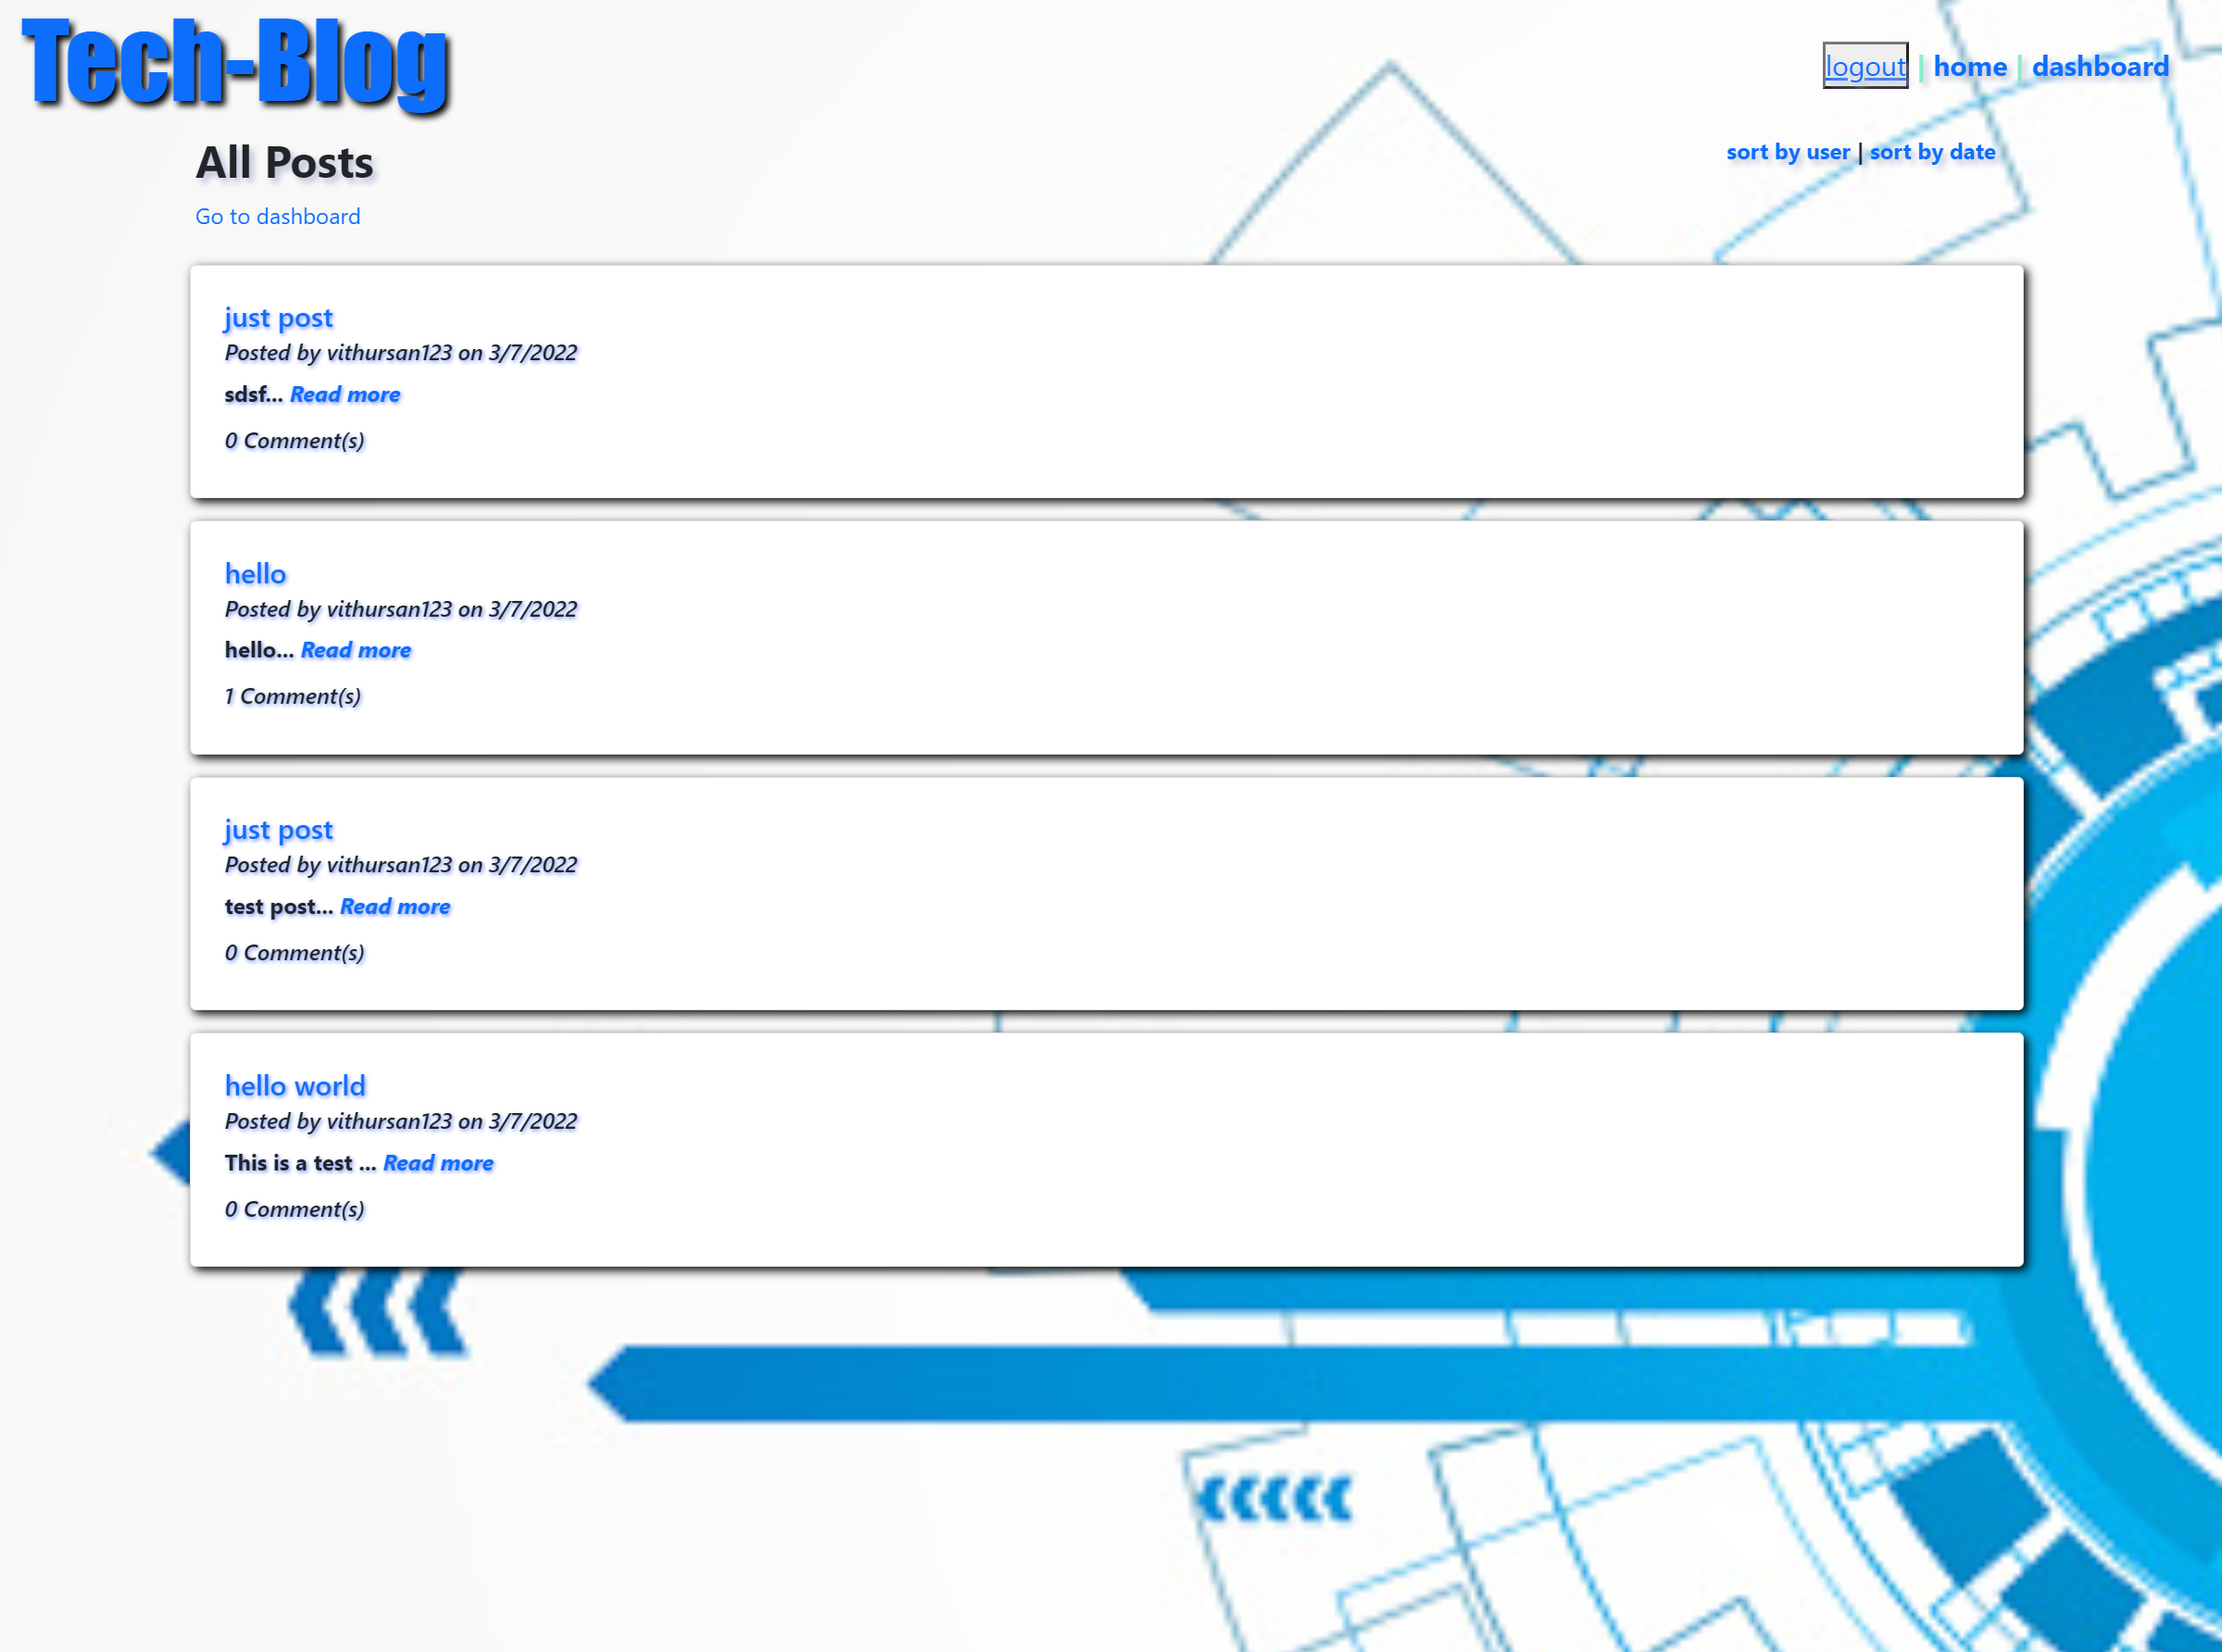 Tech-Blog
logout | home | dashboard
All Posts
sort by user | sort by date
Go to dashboard
just post
Posted by vithursan123 on 3/7/2022
sdsf... Read more
0 Comment(s)
hello
Posted by vithursan123 on 3/7/2022
hello... Read more
1 Comment(s)
just post
Posted by vithursan123 on 3/7/2022
test post... Read more
0 Comment(s)
hello world
Posted by vithursan123 on 3/7/2022
This is a test ... Read more
0 Comment(s)